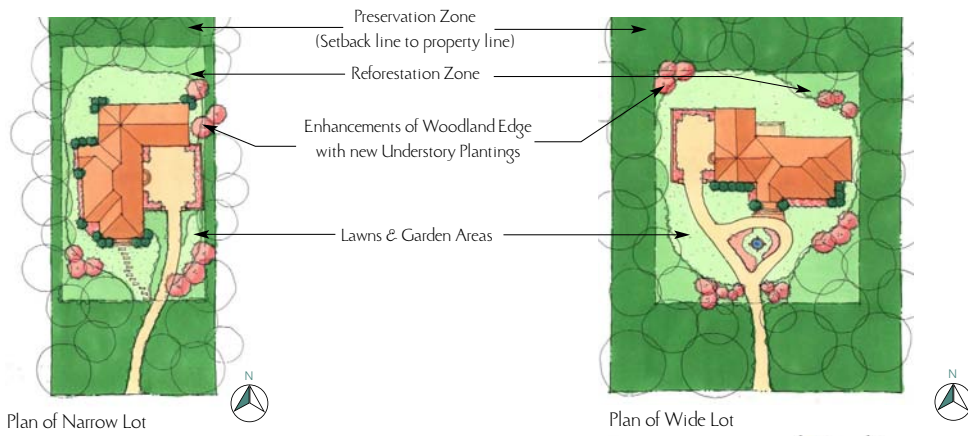 Preservation Zone
(Setback line to property line)
Reforestation Zone
Enhancements of Woodland Edge
with new Understory Plantings
Lawns & Garden Areas
N
Plan of Narrow Lot
N
Plan of Wide Lot